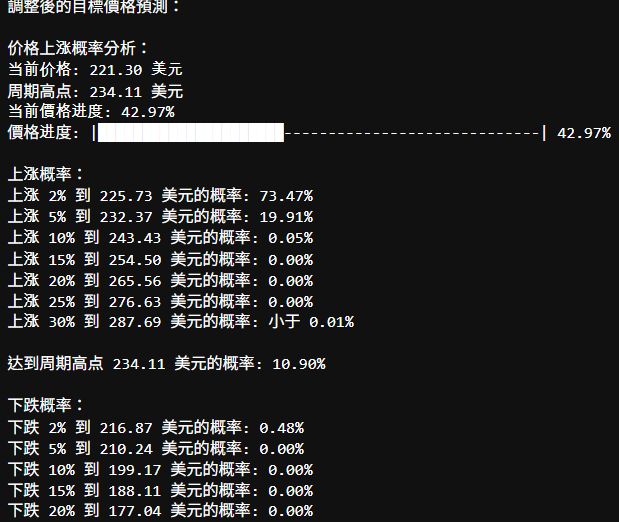 調整後的目標價格預測：
价格上涨概率分析：
当前价格: 221.30 美元
周期高点: 234.11 美元
当前價格进度: 42.97%
價格进度: |█████████████████████-----------------------------| 42.97%
上涨概率：
上涨 2% 到 225.73 美元的概率: 73.47%
上涨 5% 到 232.37 美元的概率: 19.91%
上涨 10% 到 243.43 美元的概率: 0.05%
上涨 15% 到 254.50 美元的概率: 0.00%
上涨 20% 到 265.56 美元的概率: 0.00%
上涨 25% 到 276.63 美元的概率: 0.00%
上涨 30% 到 287.69 美元的概率: 小于 0.01%
达到周期高点 234.11 美元的概率: 10.90%
下跌概率：
下跌 2% 到 216.87 美元的概率: 0.48%
下跌 5% 到 210.24 美元的概率: 0.00%
下跌 10% 到 199.17 美元的概率: 0.00%
下跌 15% 到 188.11 美元的概率: 0.00%
下跌 20% 到 177.04 美元的概率: 0.00%